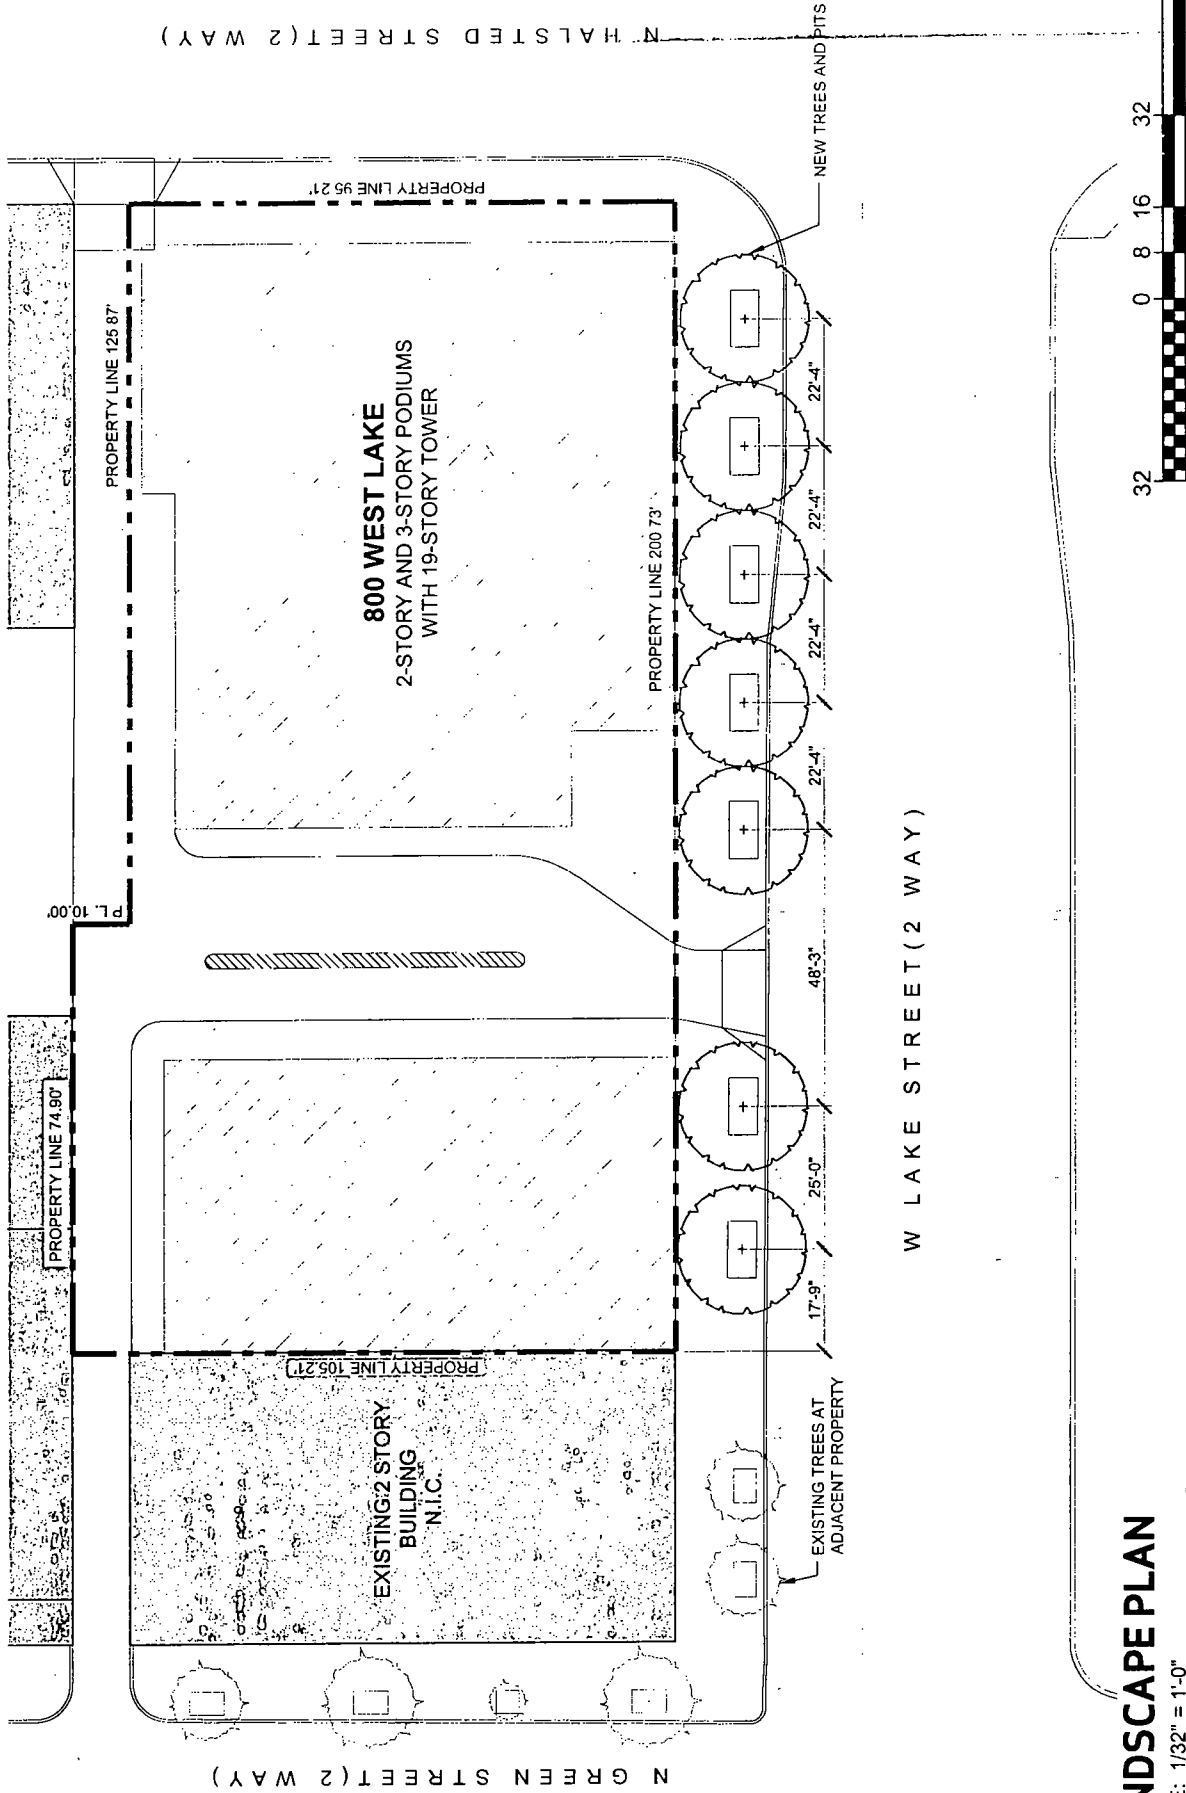 N HALSTED STREET (2 WAY)
NEW TREES AND PITS
PROPERTY LINE 95 21'
PROPERTY LINE 125 87'
800 WEST LAKE
2-STORY AND 3-STORY PODIUMS
WITH 19-STORY TOWER
PROPERTY LINE 200 73'
P L. 10.00'
PROPERTY LINE 74.90'
PROPERTY LINE 105.21'
EXISTING 2 STORY
BUILDING
N.I.C.
EXISTING TREES AT
ADJACENT PROPERTY
17'-9"
25'-0"
48'-3"
22'-4"
22'-4"
22'-4"
22'-4"
W LAKE STREET (2 WAY)
N GREEN STREET (2 WAY)
NDSCAPE PLAN
E: 1/32" = 1'-0"
32
0
8
16
32